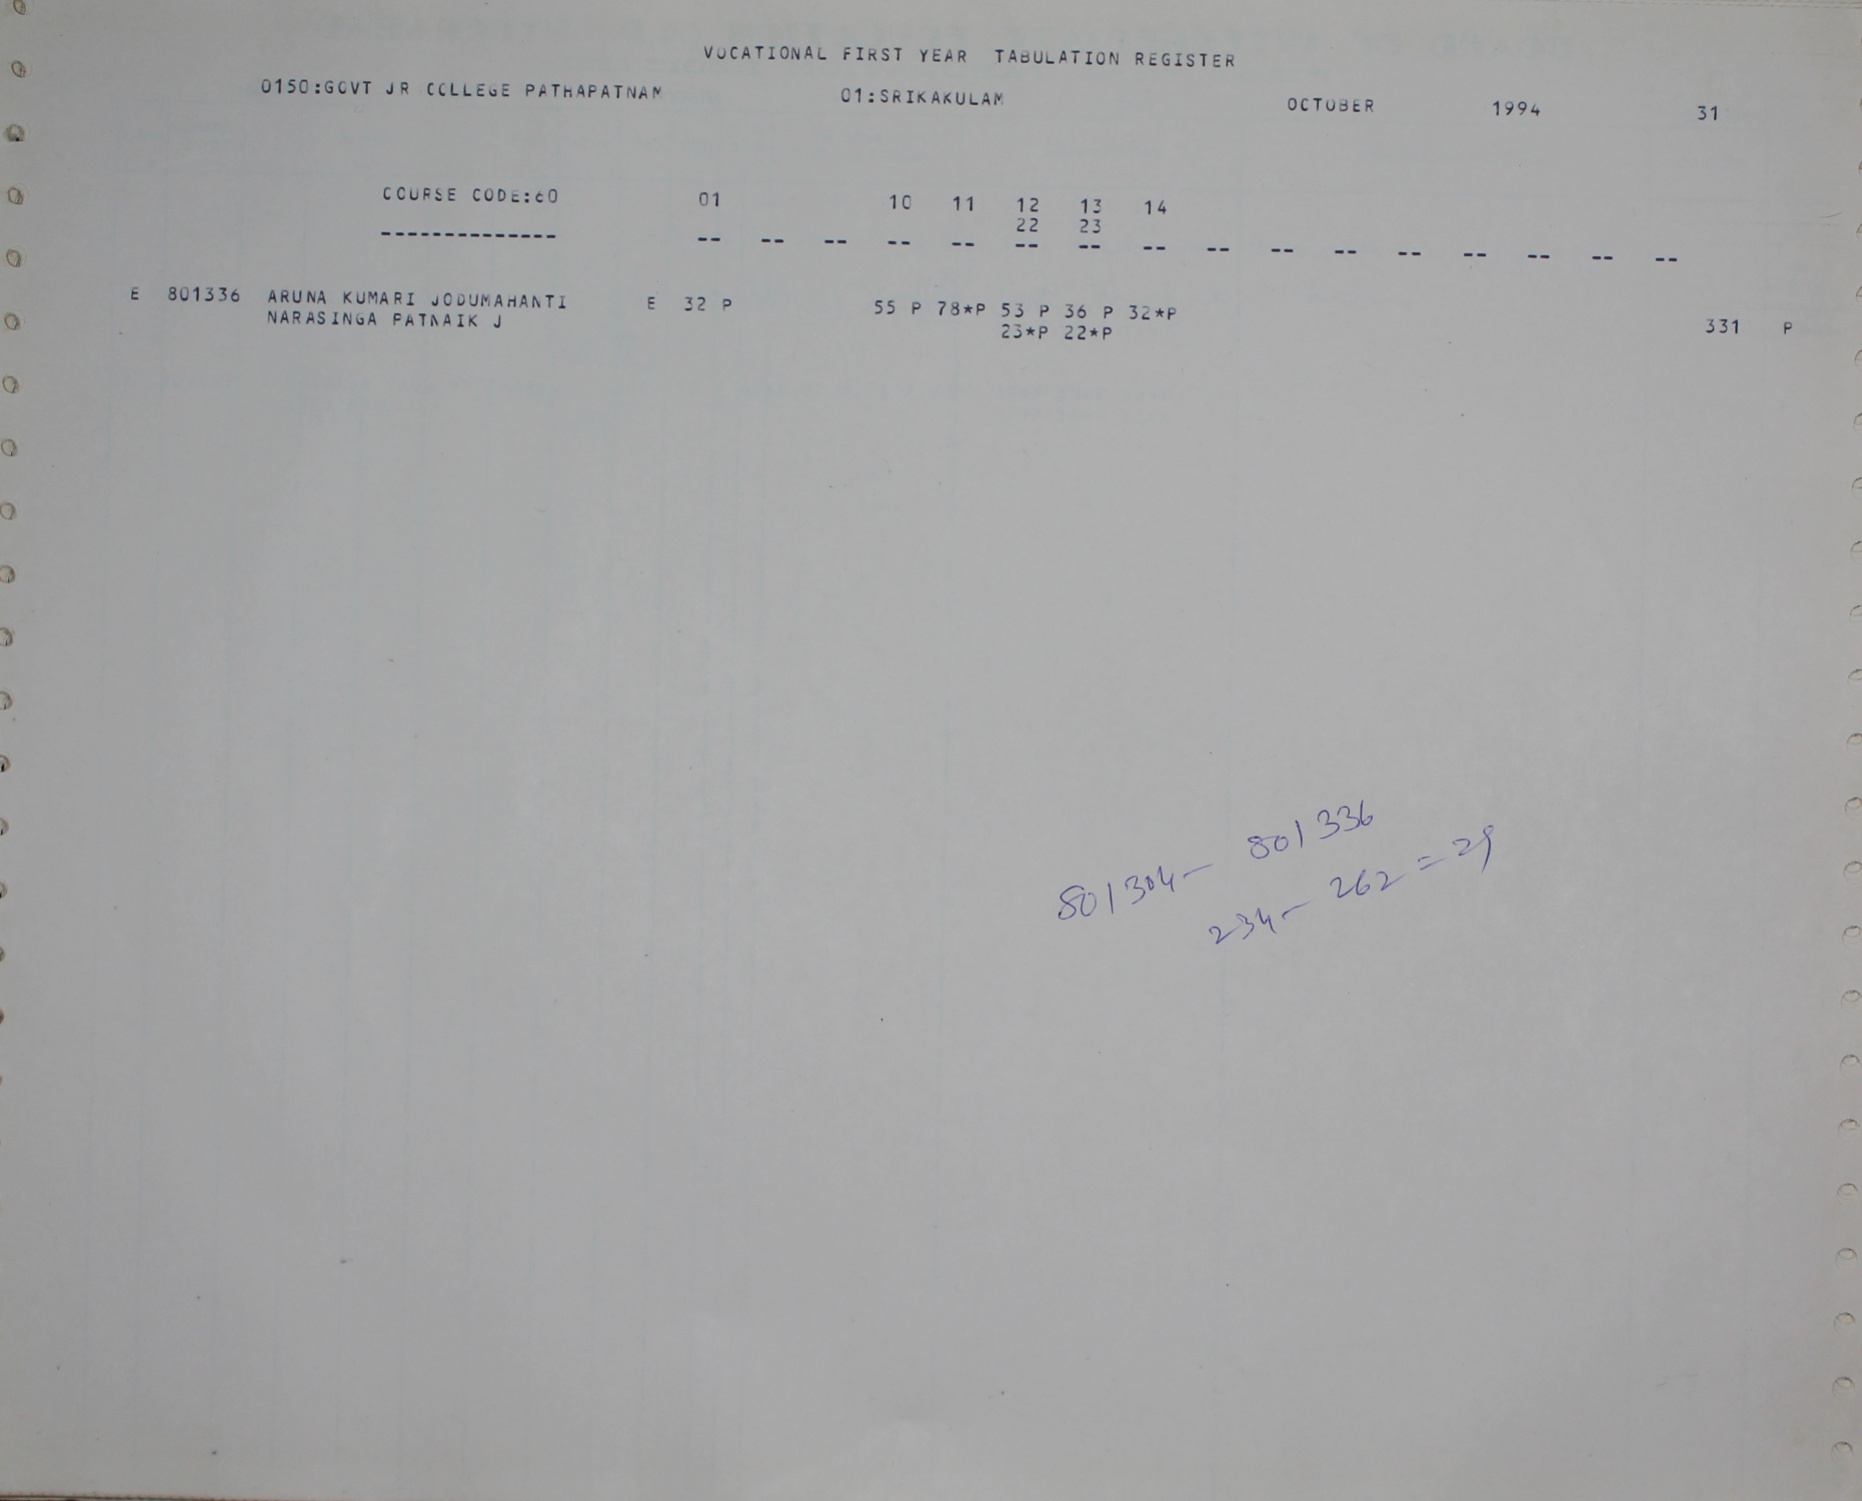 VOCATIONAL FIRST YEAR TABULATION REGISTER
0150:GOVT JR COLLEGE PATHAPATNAM 01:SRIKAKULAM OCTOBER 1994 31
COURSE CODE:60 01 10 11 12 13 14
22 23
-------------- -- -- -- -- -- -- -- -- -- -- -- -- -- -- -- --
E 801336 ARUNA KUMARI JODUMAHANTI E 32 P 55 P 78*P 53 P 36 P 32*P
NARASINGA PATNAIK J 23*P 22*P 331 P
801304 - 801336
234 - 262 = 29